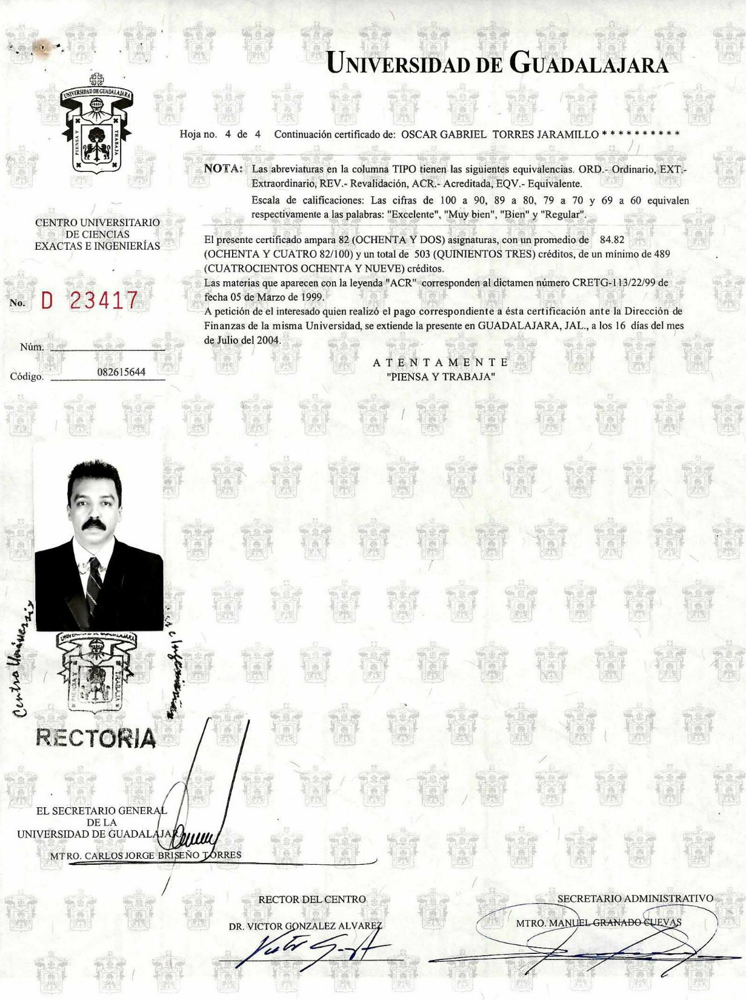 UNIVERSIDAD DE GUADALAJARA
UNIVERSIDAD DE GUADALAJARA
PIENSA Y
TRABAJA
Hoja no. 4 de 4 Continuación certificado de: OSCAR GABRIEL TORRES JARAMILLO * * * * * * * * * *
NOTA: Las abreviaturas en la columna TIPO tienen las siguientes equivalencias. ORD.- Ordinario, EXT.-
Extraordinario, REV.- Revalidación, ACR.- Acreditada, EQV.- Equivalente.
Escala de calificaciones: Las cifras de 100 a 90, 89 a 80, 79 a 70 y 69 a 60 equivalen
respectivamente a las palabras: "Excelente", "Muy bien", "Bien" y "Regular".
CENTRO UNIVERSITARIO
DE CIENCIAS
EXACTAS E INGENIERÍAS
No. D 23417
Núm.
Código. 082615644
El presente certificado ampara 82 (OCHENTA Y DOS) asignaturas, con un promedio de 84.82
(OCHENTA Y CUATRO 82/100) y un total de 503 (QUINIENTOS TRES) créditos, de un mínimo de 489
(CUATROCIENTOS OCHENTA Y NUEVE) créditos.
Las materias que aparecen con la leyenda "ACR" corresponden al dictamen número CRETG-113/22/99 de
fecha 05 de Marzo de 1999.
A petición de el interesado quien realizó el pago correspondiente a ésta certificación ante la Dirección de
Finanzas de la misma Universidad, se extiende la presente en GUADALAJARA, JAL., a los 16 días del mes
de Julio del 2004.
A T E N T A M E N T E
"PIENSA Y TRABAJA"
Centro Universi
e Ingenierías
PIENSA Y
TRABAJA
RECTORIA
EL SECRETARIO GENERAL
DE LA
UNIVERSIDAD DE GUADALAJARA
MTRO. CARLOS JORGE BRISEÑO TORRES
RECTOR DEL CENTRO
DR. VICTOR GONZALEZ ALVAREZ
SECRETARIO ADMINISTRATIVO
MTRO. MANUEL GRANADO CUEVAS